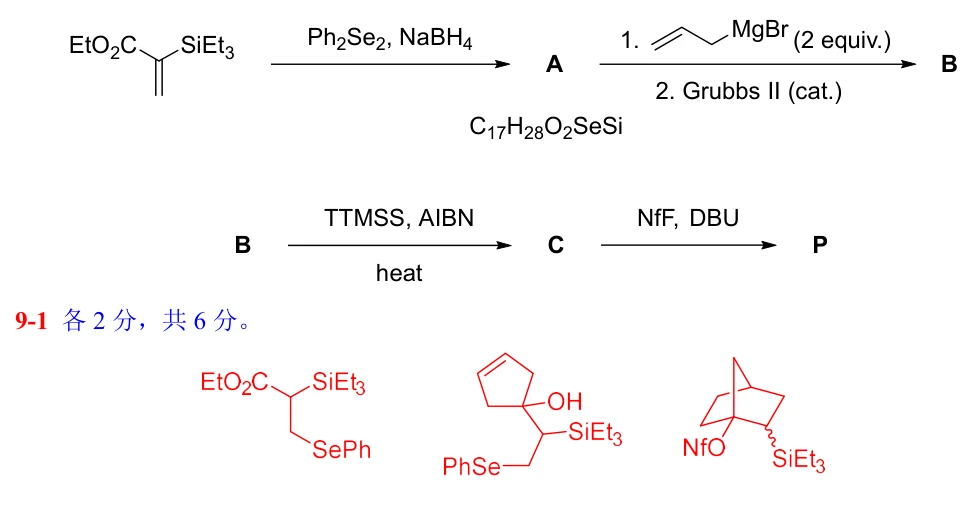 EtO₂C SiEt₃ Ph₂Se₂, NaBH₄ A 1. MgBr (2 equiv.) B
2. Grubbs II (cat.)
C₁₇H₂₈O₂SeSi
B TTMSS, AIBN C NfF, DBU P
heat
9-1 各 2 分，共 6 分。
EtO₂C SiEt₃ OH
SePh PhSe SiEt₃ NfO SiEt₃